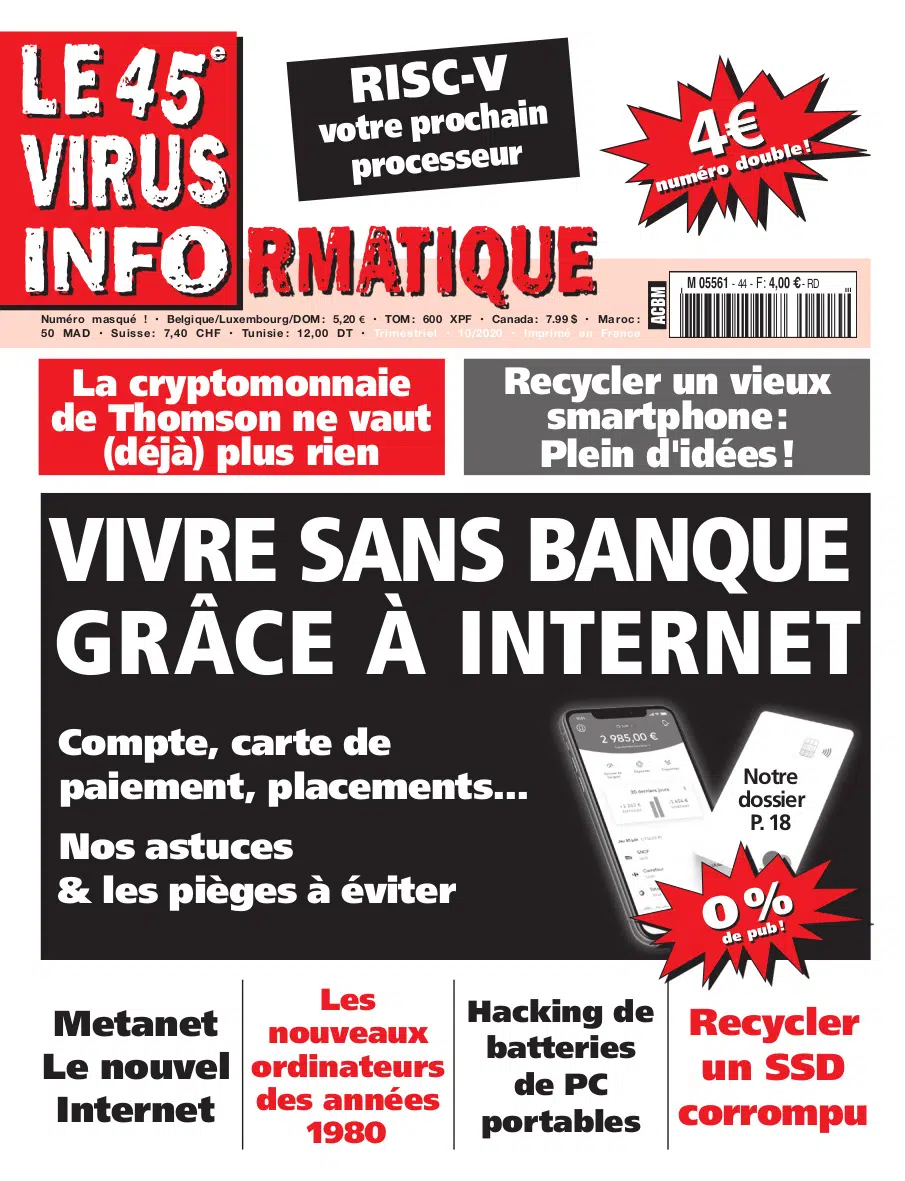 LE 45e
VIRUS
INFORMATIQUE
RISC-V
votre prochain
processeur
4€
numéro double !
ACBM
M 05561 - 44 - F: 4,00 € - RD
Numéro masqué ! • Belgique/Luxembourg/DOM : 5,20 € • TOM : 600 XPF • Canada : 7.99 $ • Maroc :
50 MAD • Suisse : 7,40 CHF • Tunisie : 12,00 DT • Trimestriel • 10/2020 • Imprimé en France
La cryptomonnaie
de Thomson ne vaut
(déjà) plus rien
Recycler un vieux
smartphone :
Plein d'idées !
VIVRE SANS BANQUE
GRÂCE À INTERNET
Compte, carte de
paiement, placements...
Nos astuces
& les pièges à éviter
2 985,00 €
30 derniers jours
SNCF
Carrefour
Notre
dossier
P. 18
0 %
de pub !
Metanet
Le nouvel
Internet
Les
nouveaux
ordinateurs
des années
1980
Hacking de
batteries
de PC
portables
Recycler
un SSD
corrompu